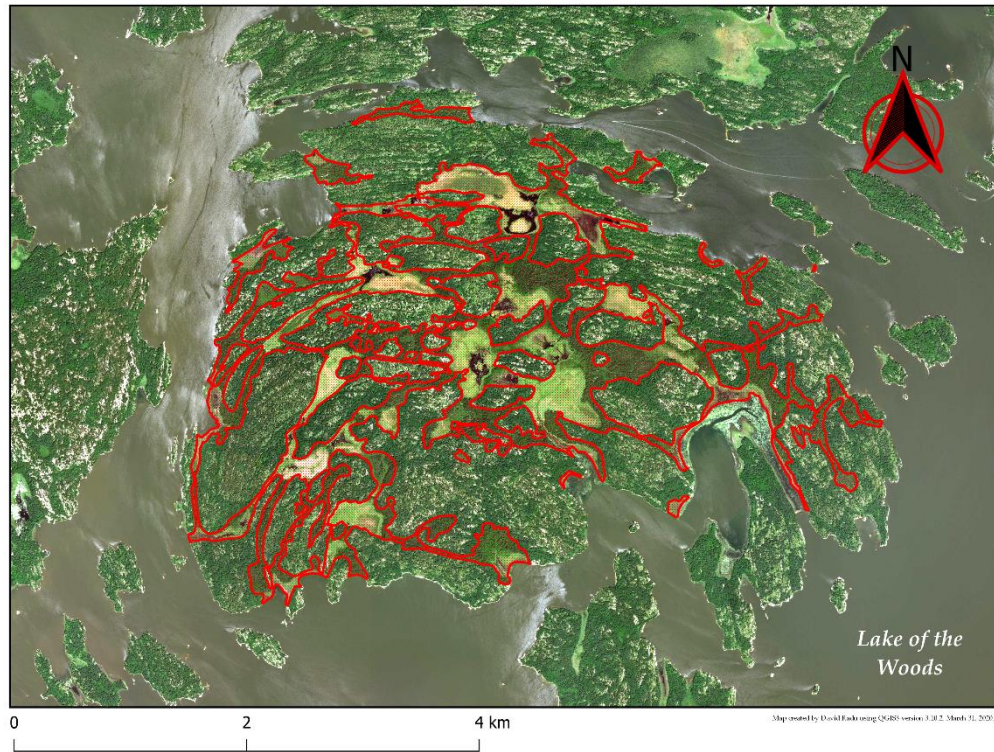 N
Lake of the
Woods
0 2 4 km
Map created by David Radu using QGIS version 3.10.2, March 31, 2020